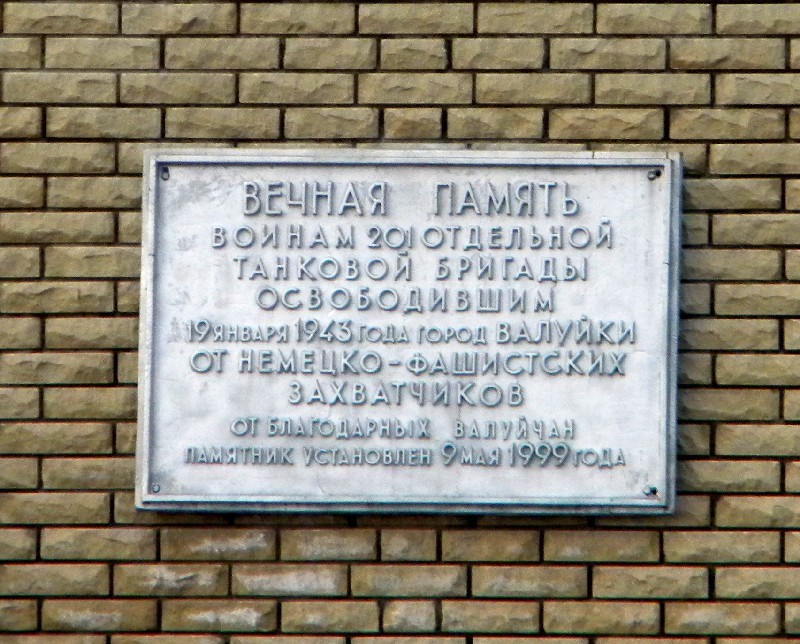 ВЕЧНАЯ ПАМЯТЬ
ВОИНАМ 201 ОТДЕЛЬНОЙ
ТАНКОВОЙ БРИГАДЫ
ОСВОБОДИВШИМ
19 ЯНВАРЯ 1943 ГОДА ГОРОД ВАЛУЙКИ
ОТ НЕМЕЦКО-ФАШИСТСКИХ
ЗАХВАТЧИКОВ
ОТ БЛАГОДАРНЫХ ВАЛУЙЧАН
ПАМЯТНИК УСТАНОВЛЕН 9 МАЯ 1999 ГОДА